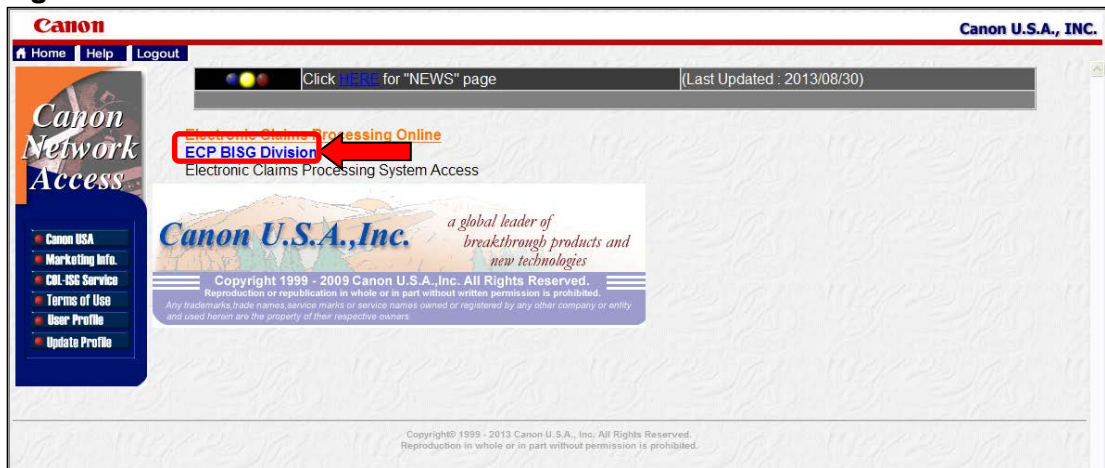 Canon
Canon U.S.A., INC.
Home Help Logout
Click HERE for "NEWS" page (Last Updated : 2013/08/30)
Canon
Network
Access
Electronic Claims Processing Online
ECP BISG Division
Electronic Claims Processing System Access
Canon U.S.A.,Inc.
a global leader of
breakthrough products and
new technologies
Copyright 1999 - 2009 Canon U.S.A.,Inc. All Rights Reserved.
Reproduction or republication in whole or in part without written permission is prohibited.
Any trademarks,trade names,service marks or service names owned or registered by any other company or entity
and used herein are the property of their respective owners.
Canon USA
Marketing Info.
CDL-ISG Service
Terms of Use
User Profile
Update Profile
Copyright© 1999 - 2013 Canon U.S.A., Inc. All Rights Reserved.
Reproduction in whole or in part without permission is prohibited.